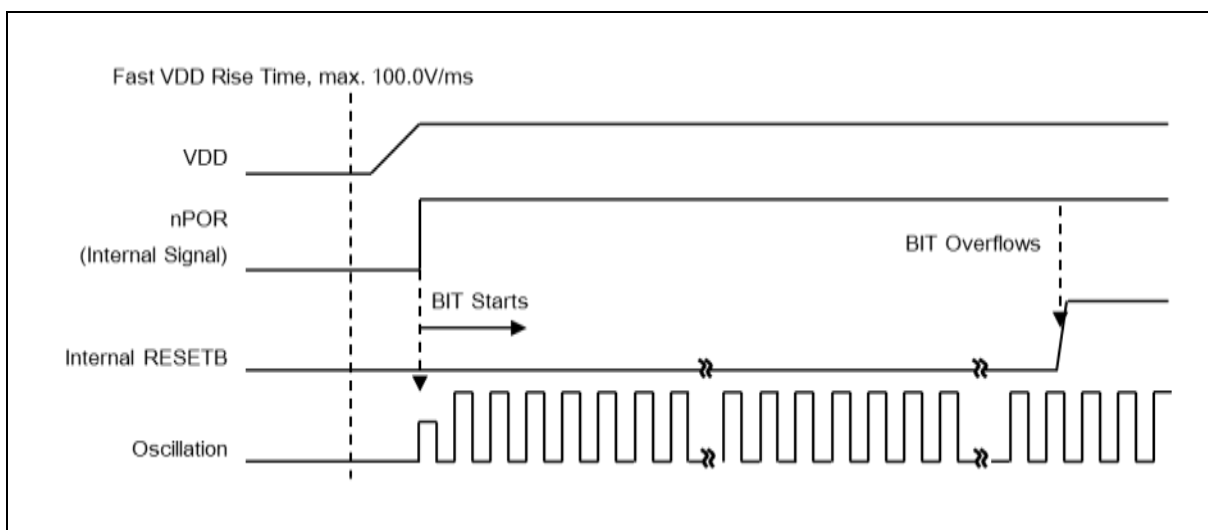 Fast VDD Rise Time, max. 100.0V/ms
VDD
nPOR
(Internal Signal)
BIT Overflows
BIT Starts
Internal RESETB
Oscillation